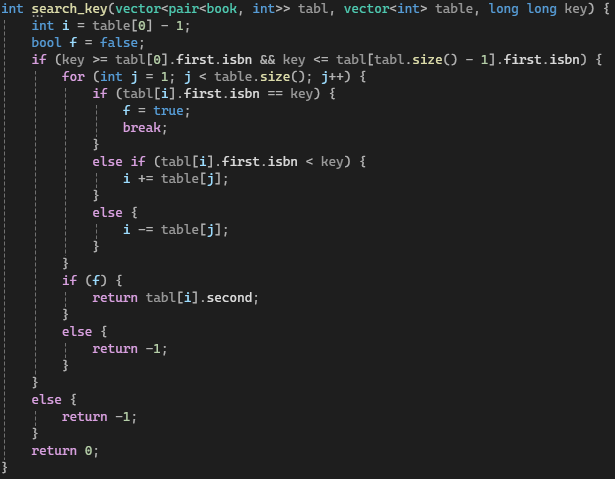 int search_key(vector<pair<book, int>> tabl, vector<int> table, long long key) {
    int i = table[0] - 1;
    bool f = false;
    if (key >= tabl[0].first.isbn && key <= tabl[tabl.size() - 1].first.isbn) {
        for (int j = 1; j < table.size(); j++) {
            if (tabl[i].first.isbn == key) {
                f = true;
                break;
            }
            else if (tabl[i].first.isbn < key) {
                i += table[j];
            }
            else {
                i -= table[j];
            }
        }
        if (f) {
            return tabl[i].second;
        }
        else {
            return -1;
        }
    }
    else {
        return -1;
    }
    return 0;
}